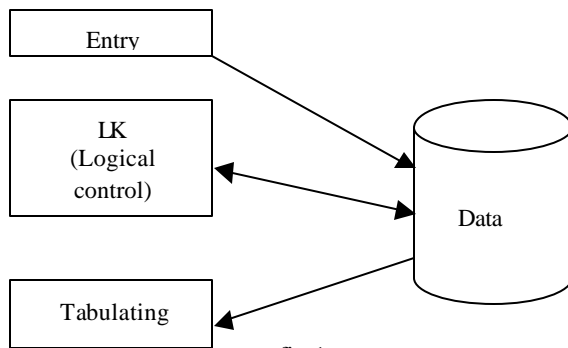 Entry
LK
(Logical
control)
Data
Tabulating